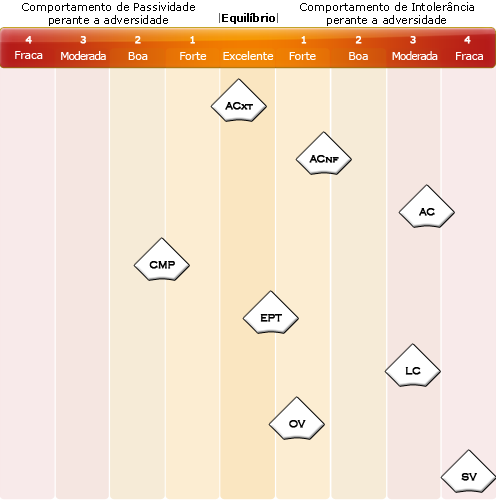 Comportamento de Passividade
perante a adversidade
|Equilíbrio|
Comportamento de Intolerância
perante a adversidade
4 3 2 1 1 2 3 4
Fraca Moderada Boa Forte Excelente Forte Boa Moderada Fraca
ACXT
ACNF
AC
CMP
EPT
LC
OV
SV